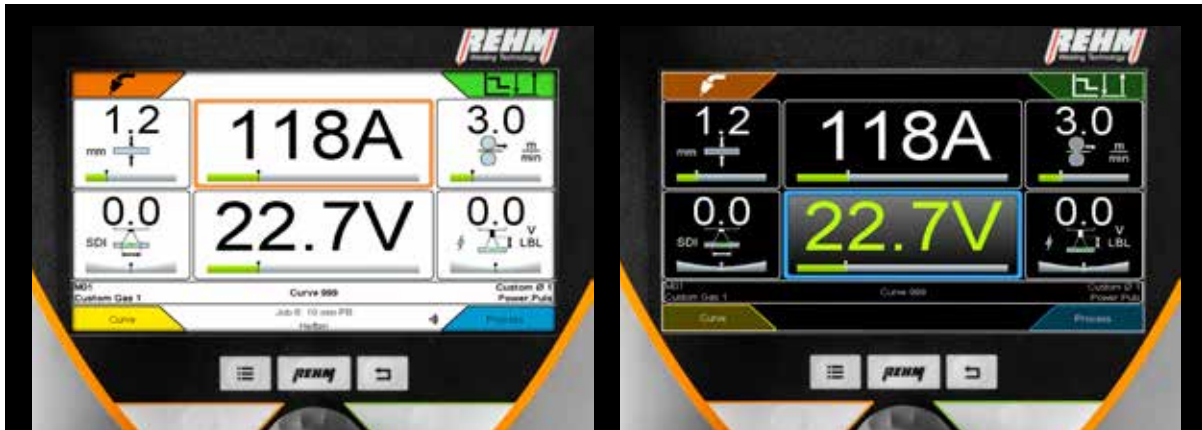 REHM
Welding Technology
1.2
mm
118A
3.0
m
min
0.0
SDI
22.7V
0.0
V
LBL
M01
Custom Gas 1
Curve 999
Custom Ø 1
Power.Puls
Curve
Process
REHM
REHM
Welding Technology
1.2
mm
118A
3.0
m
min
0.0
SDI
22.7V
0.0
V
LBL
M01
Custom Gas 1
Curve 999
Custom Ø 1
Power.Puls
Curve
Process
REHM